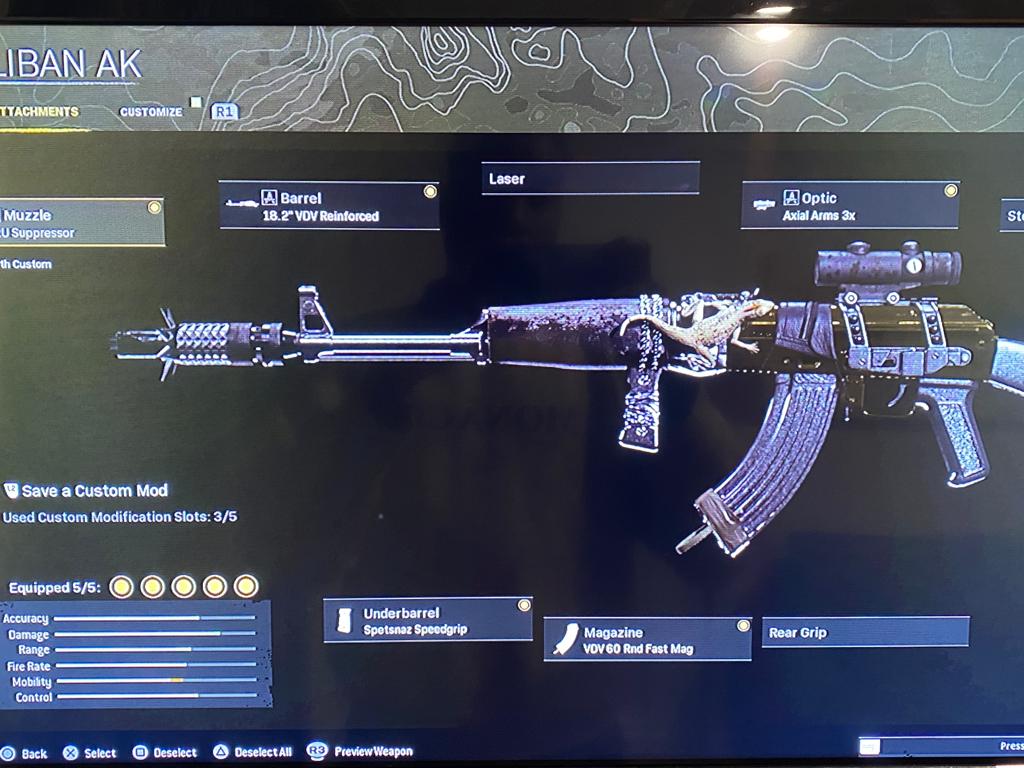 LIBAN AK
TTACHMENTS CUSTOMIZE R1
Laser
Muzzle
U Suppressor
Barrel
18.2" VDV Reinforced
Optic
Axial Arms 3x
Sto
th Custom
Save a Custom Mod
Used Custom Modification Slots: 3/5
Equipped 5/5:
Accuracy
Damage
Range
Fire Rate
Mobility
Control
Underbarrel
Spetsnaz Speedgrip
Magazine
VDV 60 Rnd Fast Mag
Rear Grip
Back Select Deselect Deselect All R3 Preview Weapon
Press